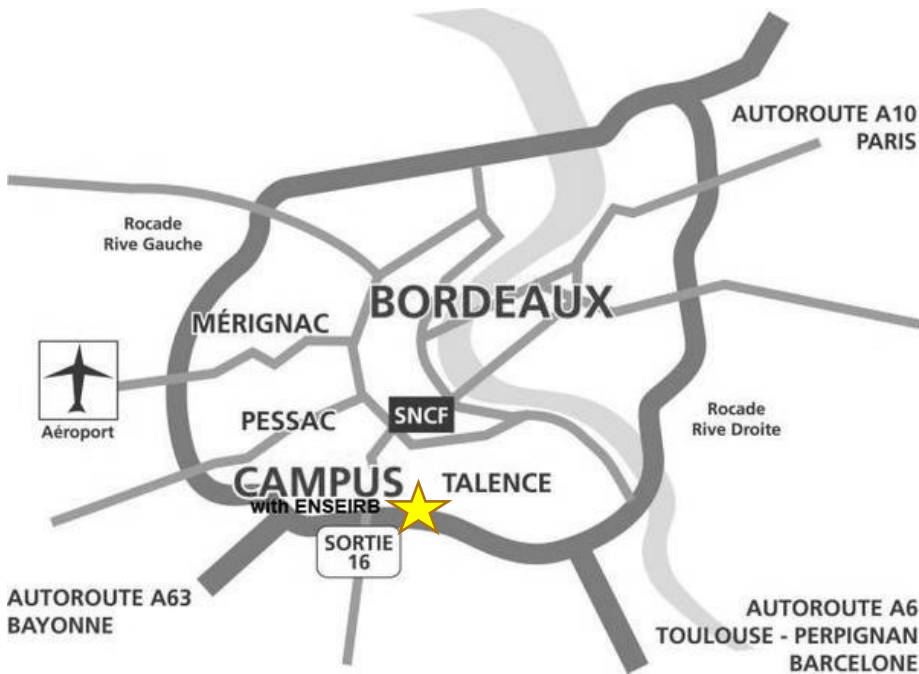 AUTOROUTE A10
PARIS
Rocade
Rive Gauche
BORDEAUX
MÉRIGNAC
Aéroport
PESSAC
SNCF
Rocade
Rive Droite
CAMPUS
TALENCE
with ENSEIRB
SORTIE
16
AUTOROUTE A63
BAYONNE
AUTOROUTE A6
TOULOUSE - PERPIGNAN
BARCELONE